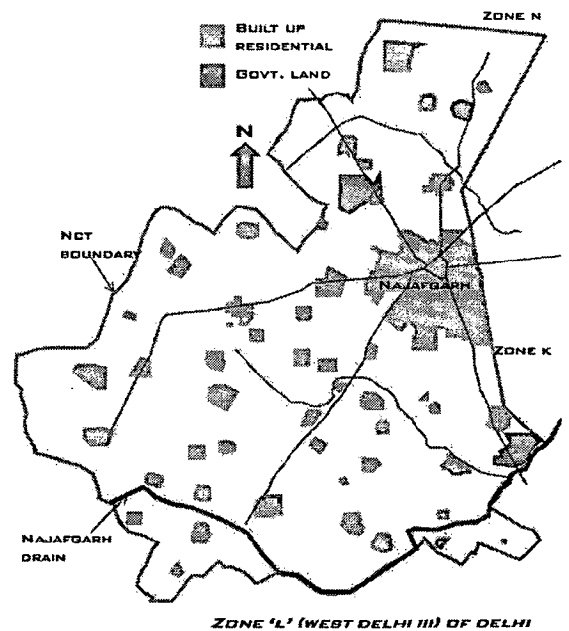 ZONE N
BUILT UP
RESIDENTIAL
GOVT. LAND
N
NCT
BOUNDARY
NAJAFGARH
ZONE K
NAJAFGARH
DRAIN
ZONE 'L' (WEST DELHI III) OF DELHI